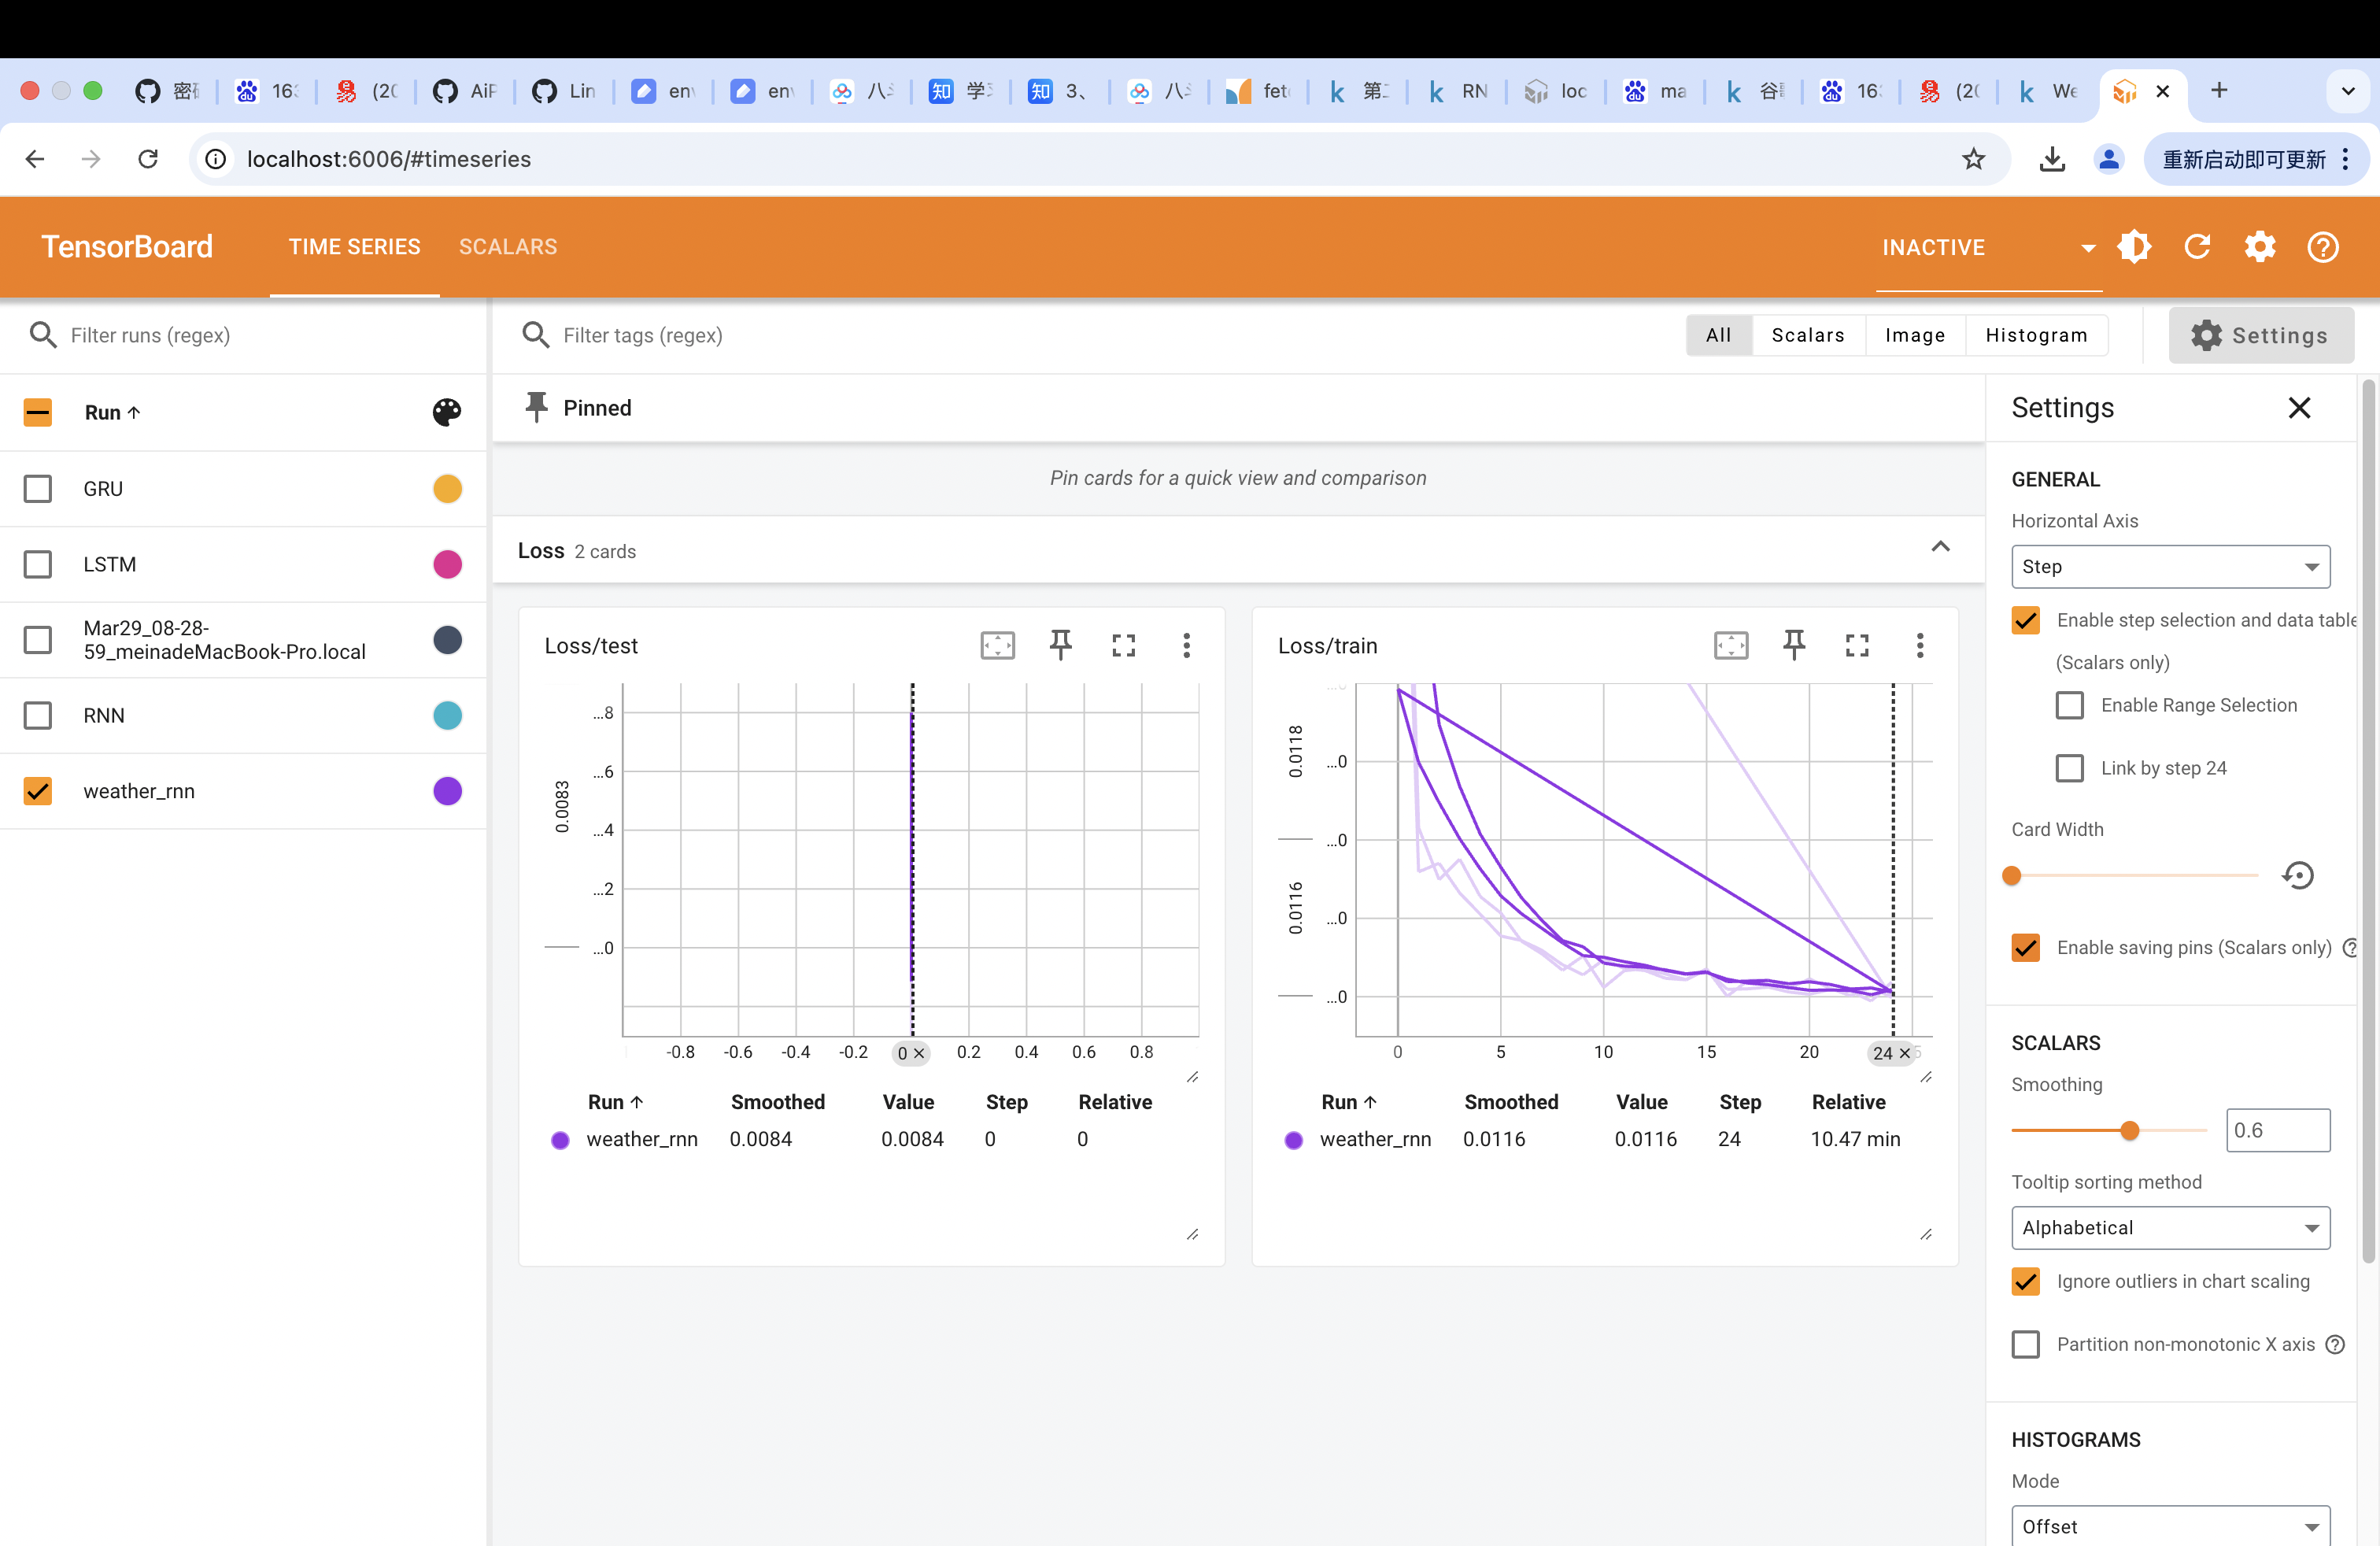 163
(20
AiF
Lin
八
学
3、
八
fet
第二
RN
loc
ma
谷
16
(20
We
localhost:6006/#timeseries
重新启动即可更新
TensorBoard
TIME SERIES
SCALARS
INACTIVE
Filter runs (regex)
Filter tags (regex)
All
Scalars
Image
Histogram
Settings
Run
GRU
LSTM
Mar29_08-28-
59_meinadeMacBook-Pro.local
RNN
weather_rnn
Pinned
Pin cards for a quick view and comparison
Loss 2 cards
Loss/test
0.0083
...8
...6
...4
...2
...0
-0.8 -0.6 -0.4 -0.2 0 0.2 0.4 0.6 0.8
Run Smoothed Value Step Relative
weather_rnn 0.0084 0.0084 0 0
Loss/train
0.0118
0.0116
...0
...0
...0
...0
0 5 10 15 20 24
Run Smoothed Value Step Relative
weather_rnn 0.0116 0.0116 24 10.47 min
Settings
GENERAL
Horizontal Axis
Step
Enable step selection and data table
(Scalars only)
Enable Range Selection
Link by step 24
Card Width
Enable saving pins (Scalars only)
SCALARS
Smoothing
0.6
Tooltip sorting method
Alphabetical
Ignore outliers in chart scaling
Partition non-monotonic X axis
HISTOGRAMS
Mode
Offset